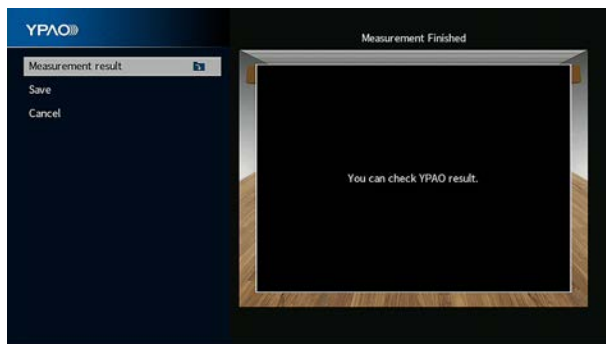 YPAO
Measurement Finished
Measurement result
Save
Cancel
You can check YPAO result.